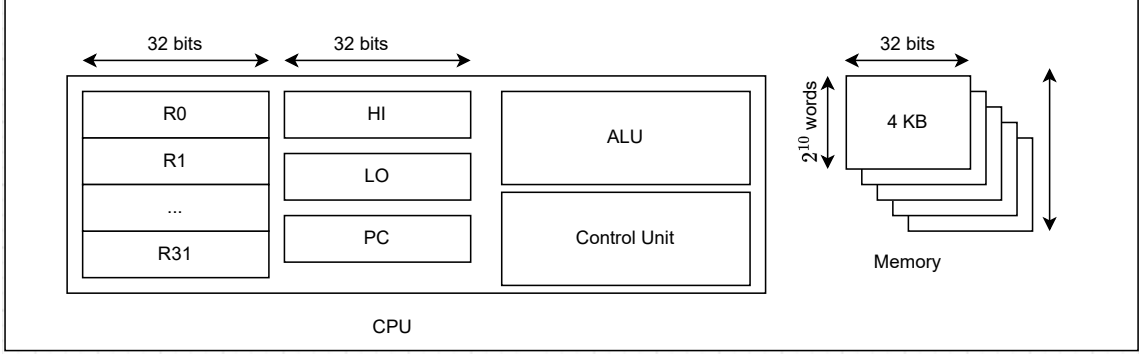 32 bits
32 bits
32 bits
R0
R1
...
R31
HI
LO
PC
ALU
Control Unit
2^10 words
4 KB
Memory
CPU